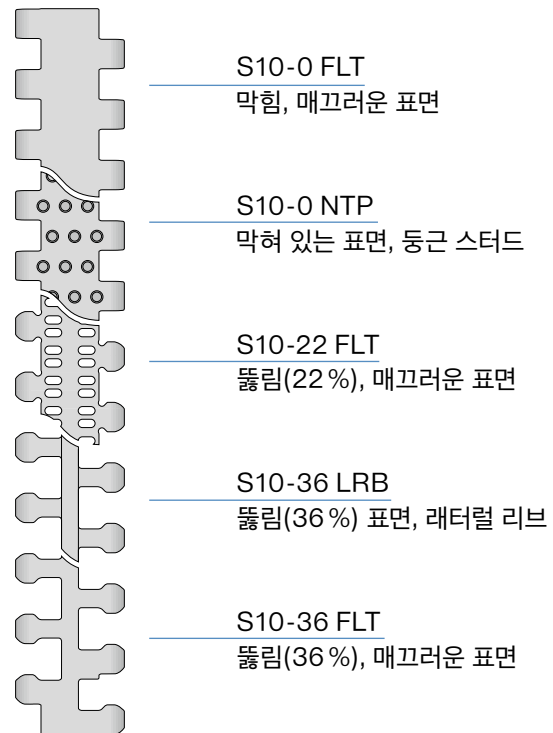 S10-0 FLT
막힘, 매끄러운 표면
S10-0 NTP
막혀 있는 표면, 둥근 스터드
S10-22 FLT
뚫림(22 %), 매끄러운 표면
S10-36 LRB
뚫림(36 %) 표면, 래터럴 리브
S10-36 FLT
뚫림(36 %), 매끄러운 표면